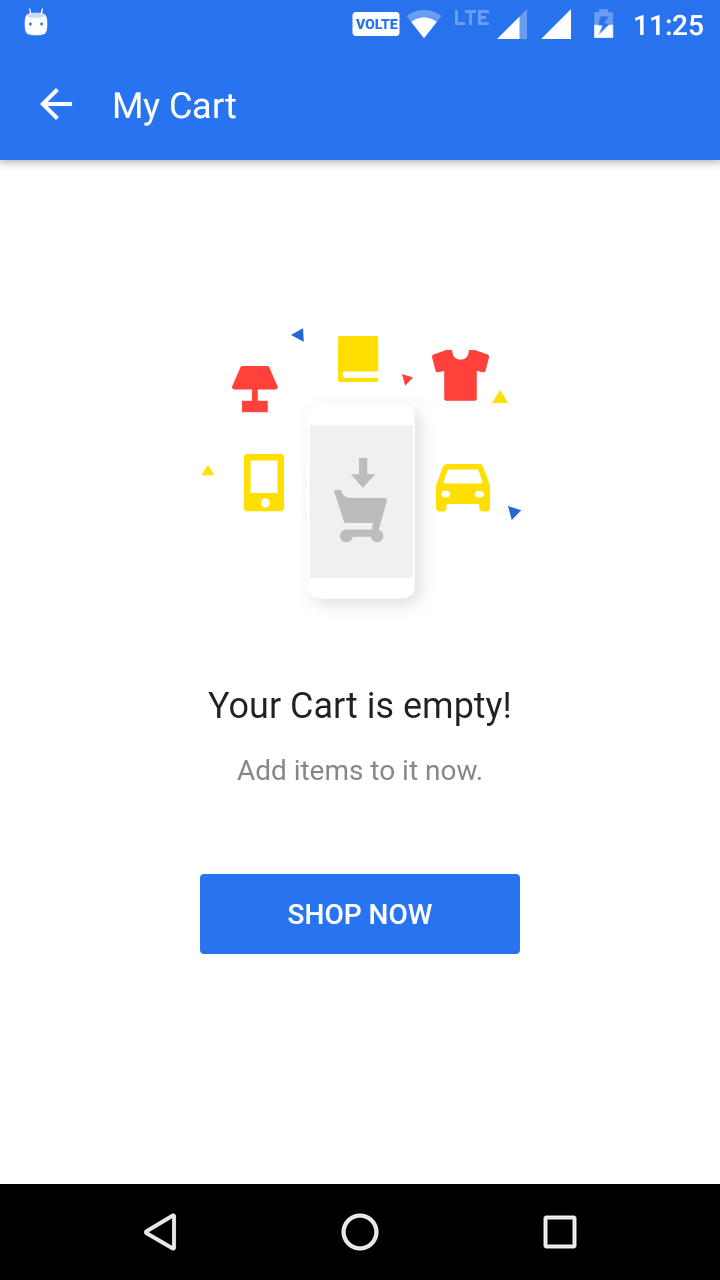 VOLTE LTE 11:25
My Cart
Your Cart is empty!
Add items to it now.
SHOP NOW